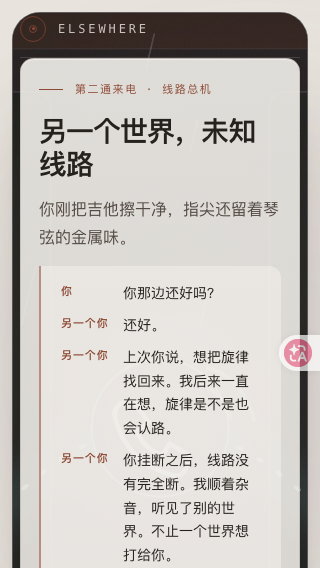 ELSEWHERE
第二通来电 · 线路总机
另一个世界，未知
线路
你刚把吉他擦干净，指尖还留着琴
弦的金属味。
你 你那边还好吗？
另一个你 还好。
另一个你 上次你说，想把旋律
找回来。我后来一直
在想，旋律是不是也
会认路。
另一个你 你挂断之后，线路没
有完全断。我顺着杂
音，听见了别的世
界。不止一个世界想
打给你。